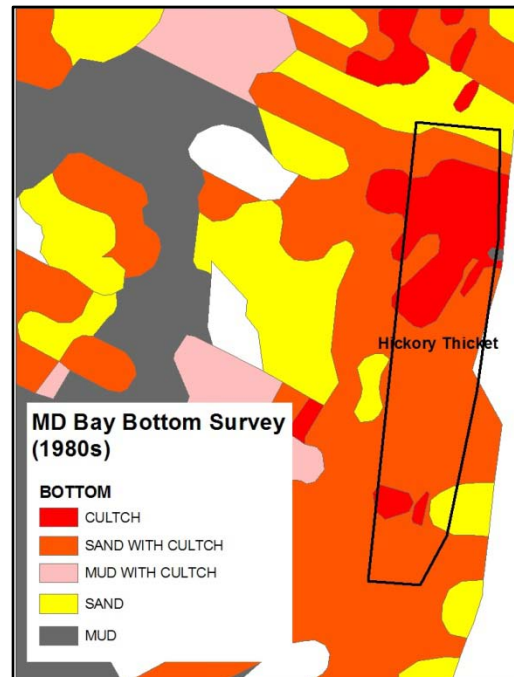 Hickory Thicket
MD Bay Bottom Survey
(1980s)
BOTTOM
CULTCH
SAND WITH CULTCH
MUD WITH CULTCH
SAND
MUD